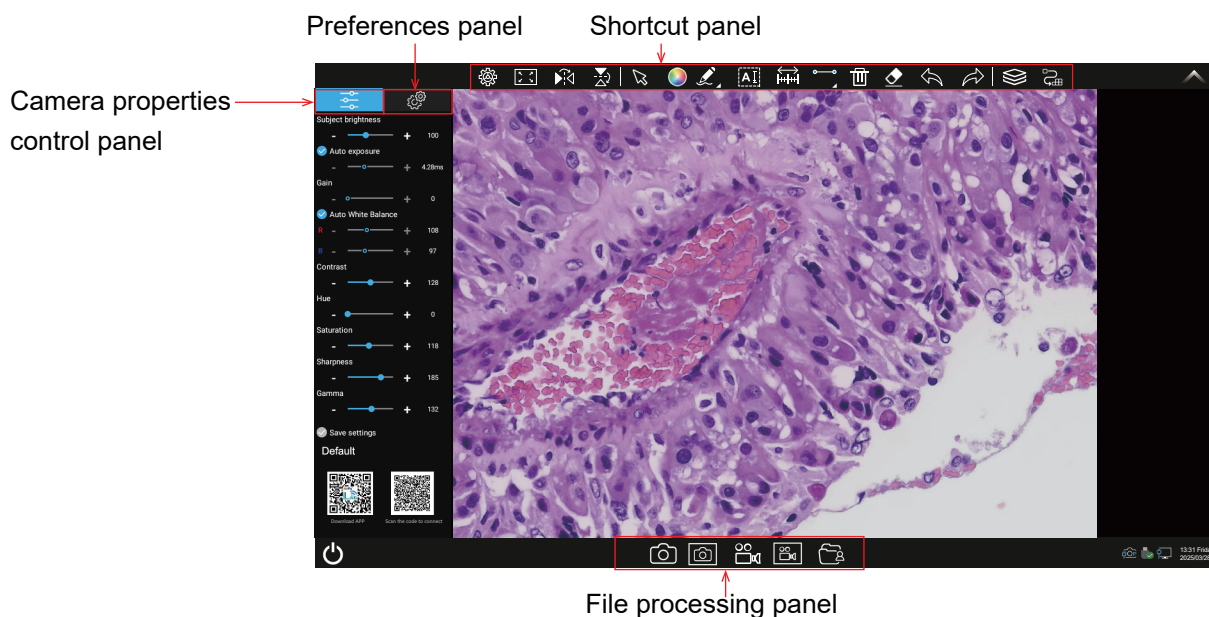 Preferences panel
Shortcut panel
Camera properties
control panel
Subject brightness
- + 100
Auto exposure
- + 4.28ms
Gain
- + 0
Auto White Balance
R - + 108
B - + 97
Contrast
- + 128
Hue
- + 0
Saturation
- + 118
Sharpness
- + 185
Gamma
- + 132
Save settings
Default
Download APP
Scan the code to connect
AI
13:31 Frida
2025/03/28
File processing panel